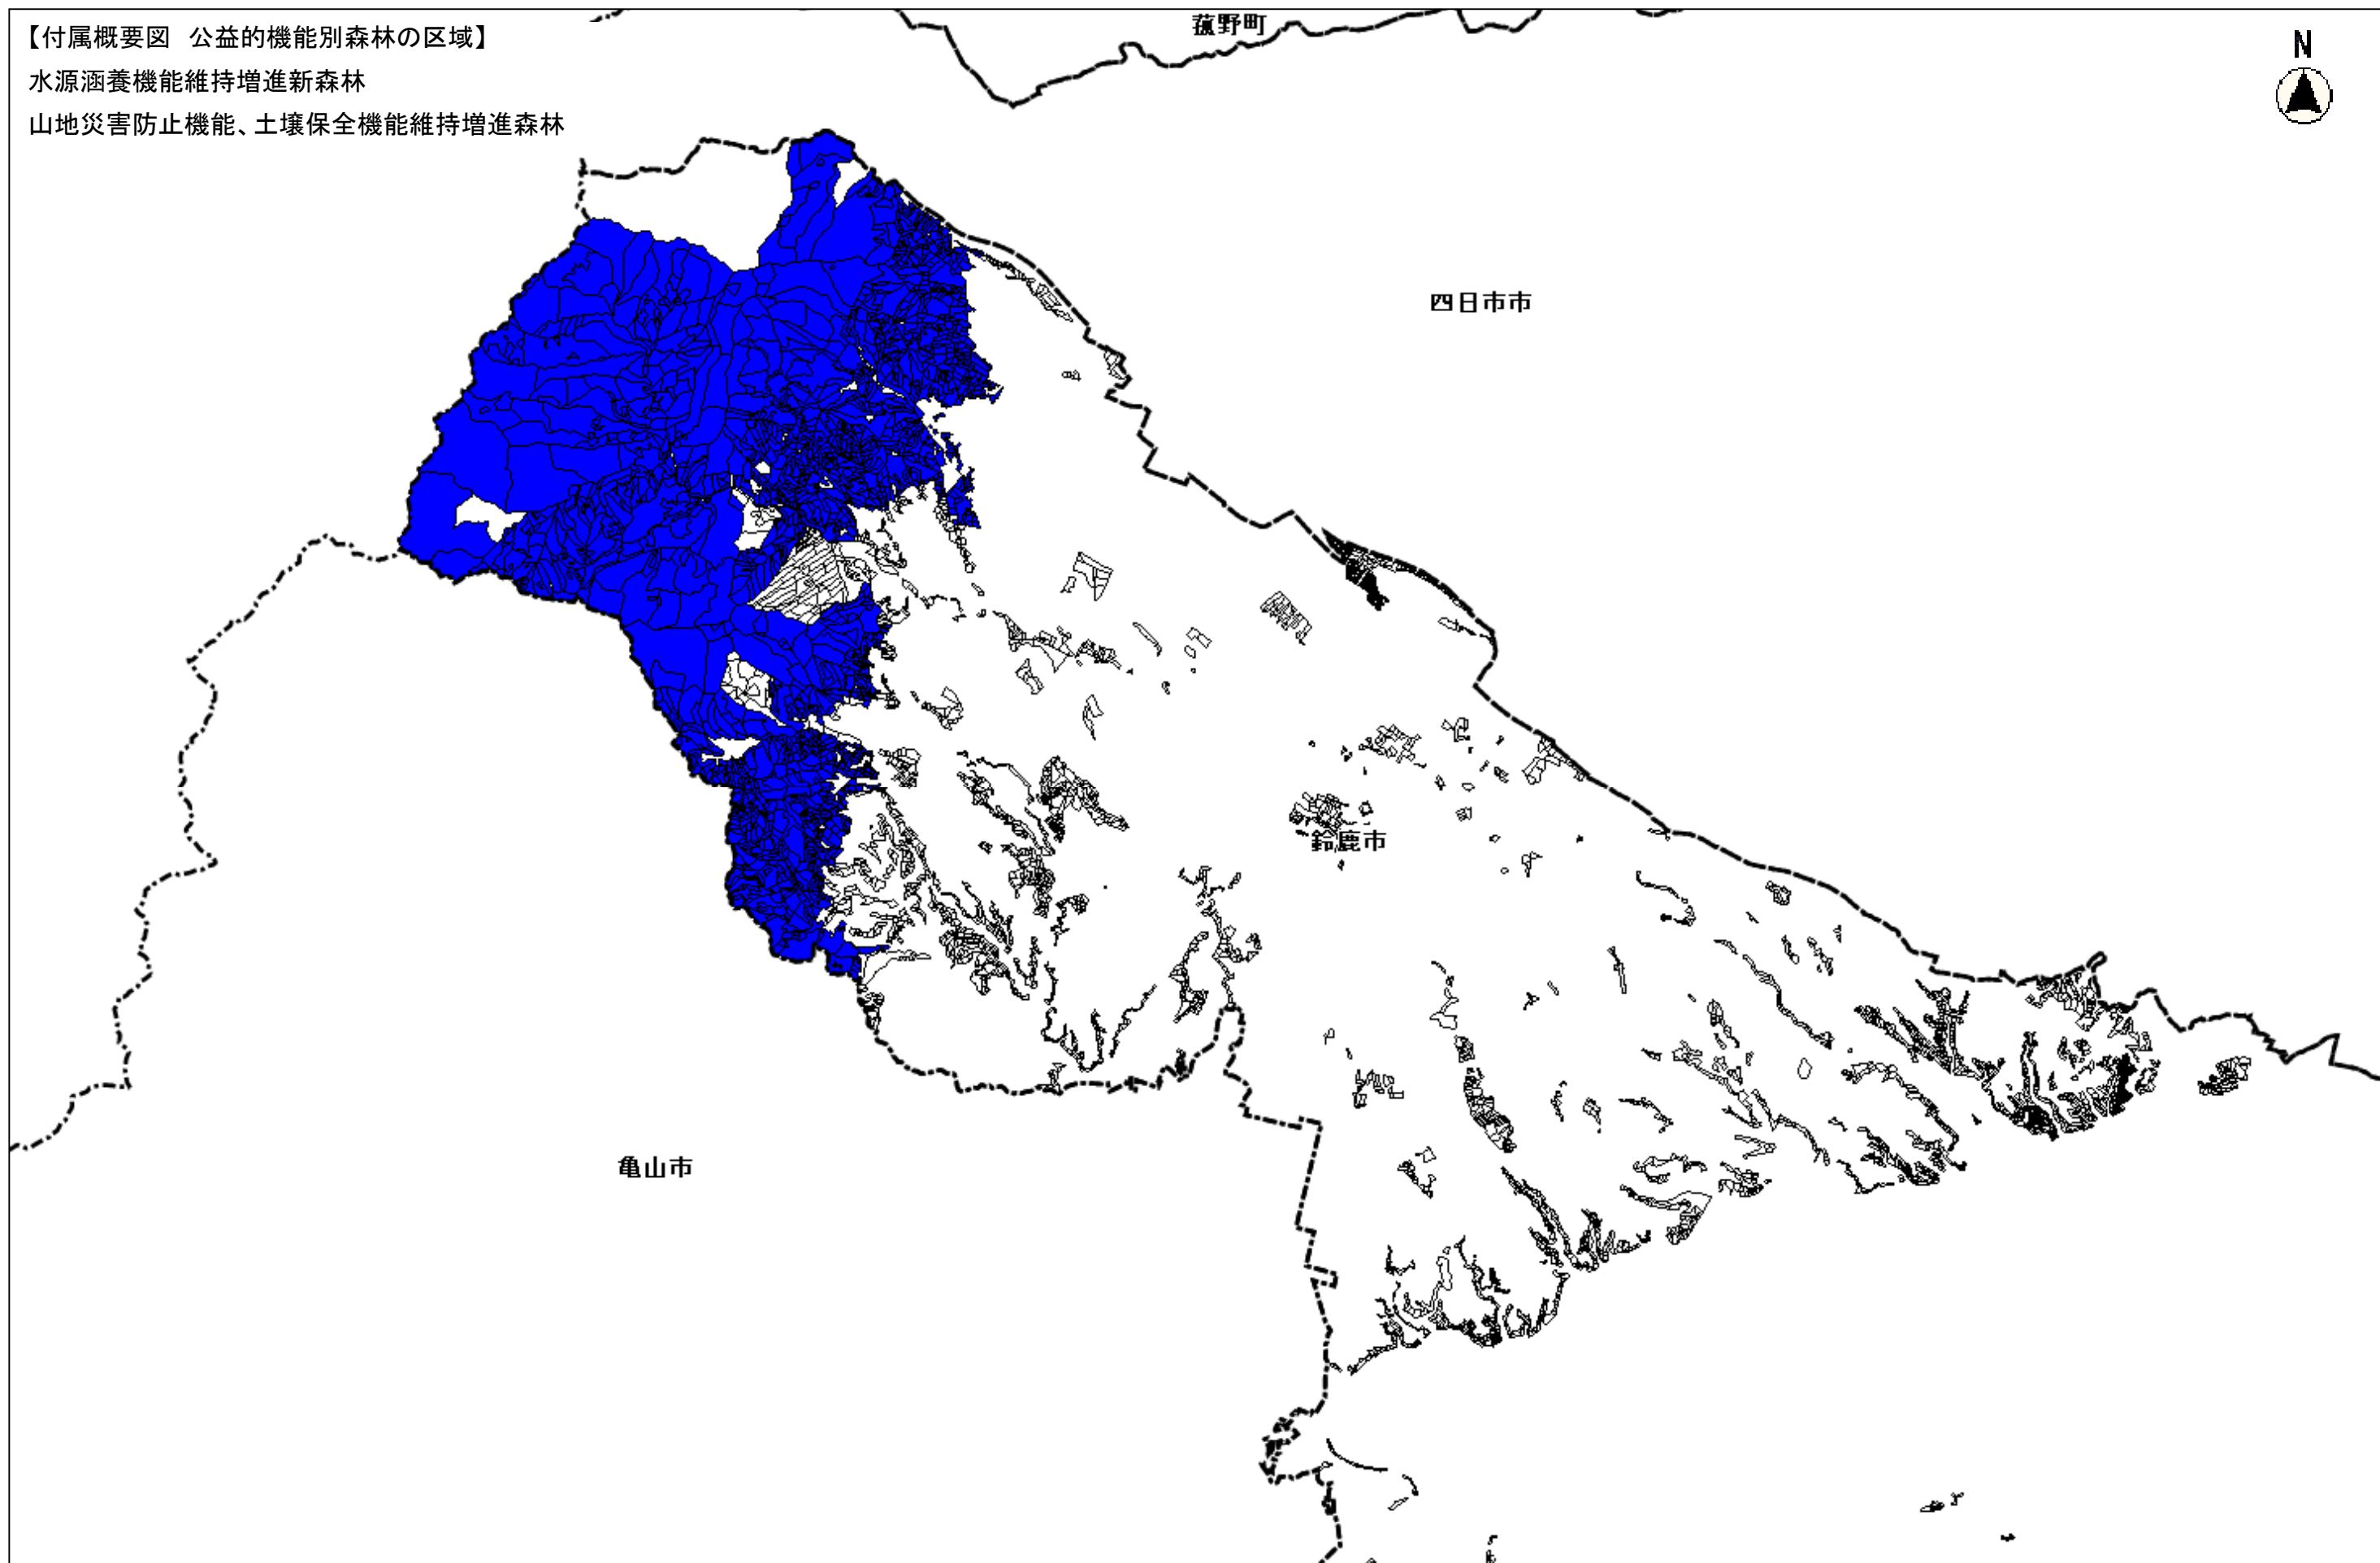 【付属概要図　公益的機能別森林の区域】
水源涵養機能維持増進新森林
山地災害防止機能、土壌保全機能維持増進森林
菰野町
N
四日市市
鈴鹿市
亀山市